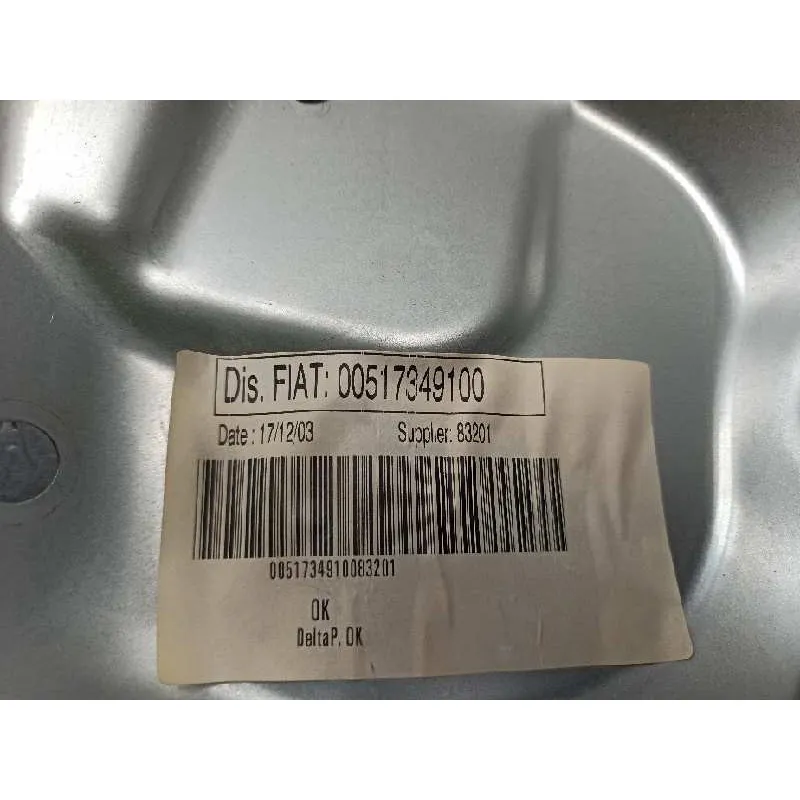 Dis. FIAT: 00517349100
Date : 17/12/03 Supplier: 83201
0051734910083201
OK
DeltaP. OK